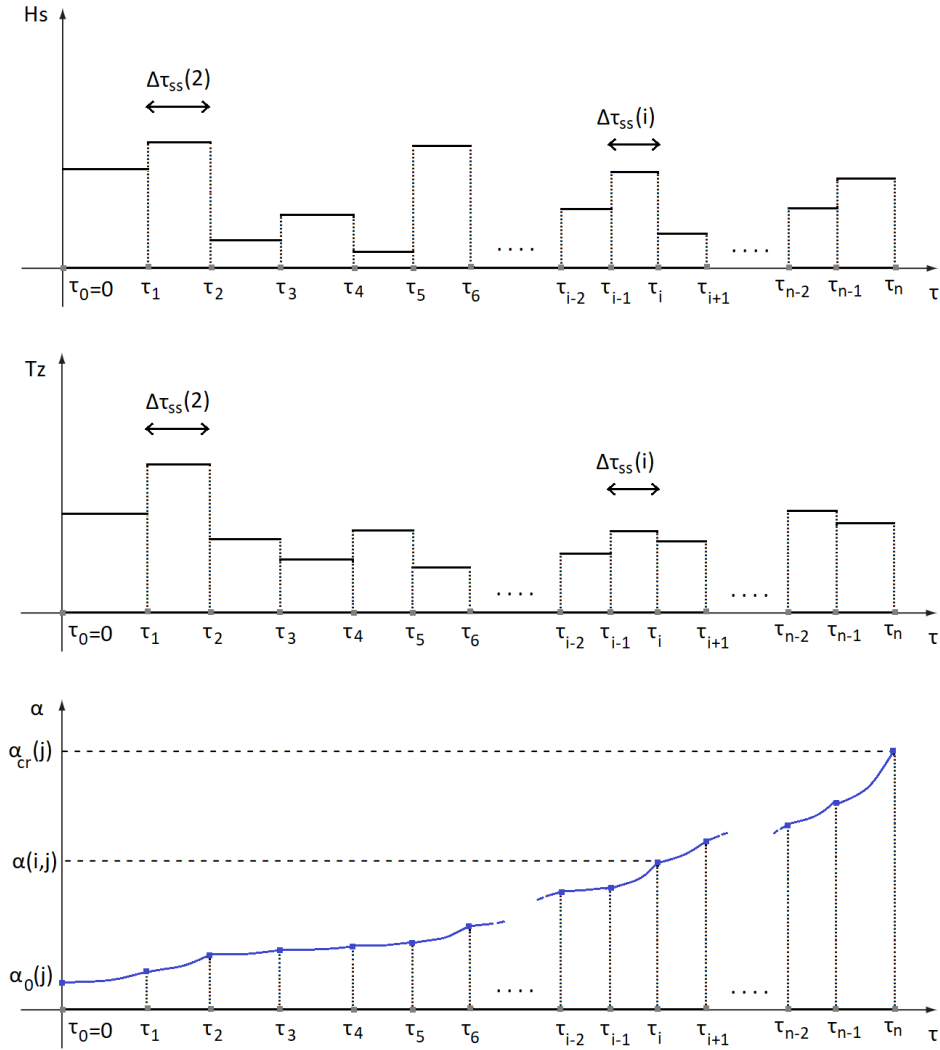 Hs
Δτss(2)
Δτss(i)
.... ....
τ0=0 τ1 τ2 τ3 τ4 τ5 τ6 τi-2 τi-1 τi τi+1 τn-2 τn-1 τn τ
Tz
Δτss(2)
Δτss(i)
.... ....
τ0=0 τ1 τ2 τ3 τ4 τ5 τ6 τi-2 τi-1 τi τi+1 τn-2 τn-1 τn τ
α
αcr(j)
α(i,j)
α0(j)
.... ....
τ0=0 τ1 τ2 τ3 τ4 τ5 τ6 τi-2 τi-1 τi τi+1 τn-2 τn-1 τn τ